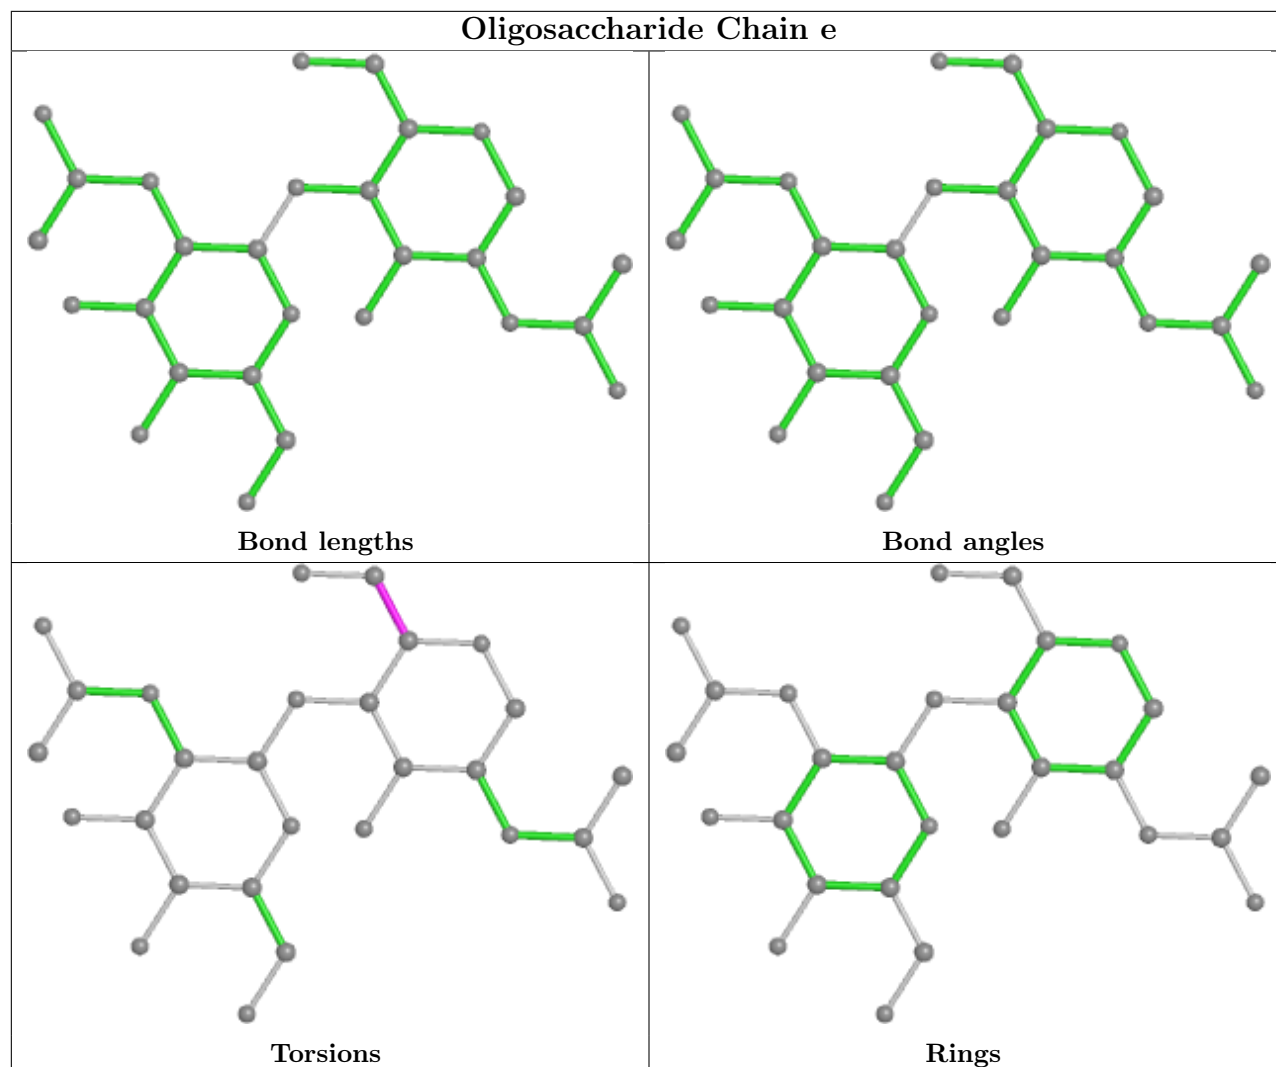 Oligosaccharide Chain e
Bond lengths
Bond angles
Torsions
Rings